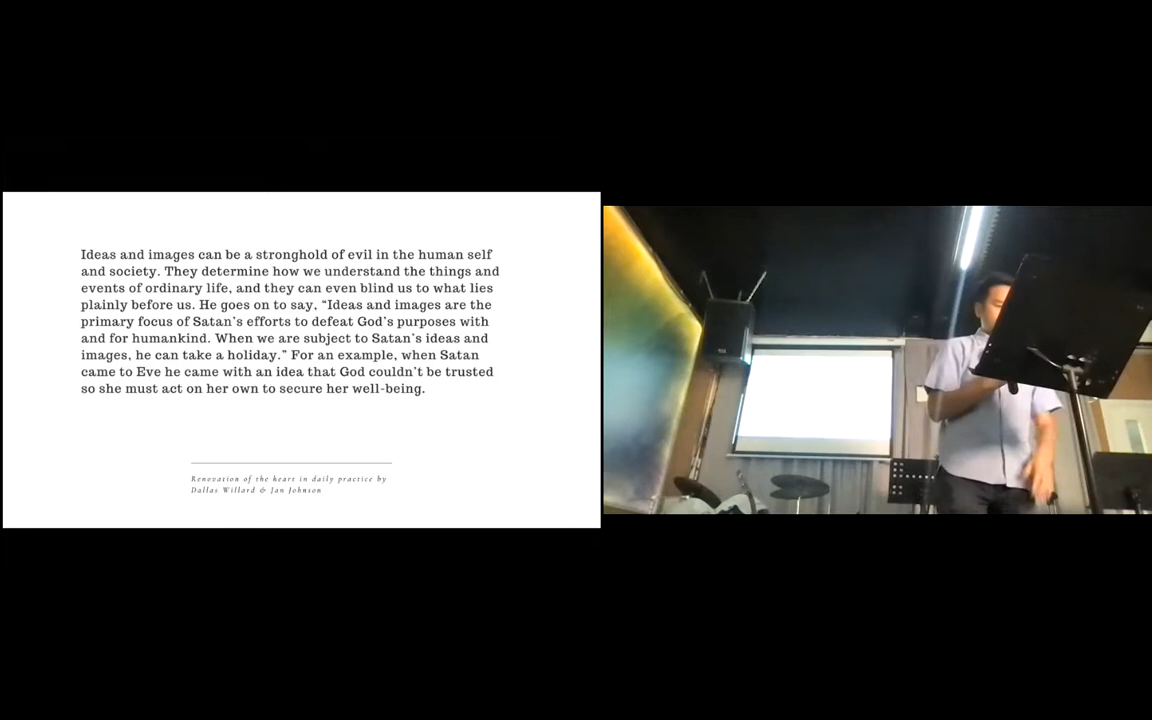 Ideas and images can be a stronghold of evil in the human self
and society. They determine how we understand the things and
events of ordinary life, and they can even blind us to what lies
plainly before us. He goes on to say, “Ideas and images are the
primary focus of Satan’s efforts to defeat God’s purposes with
and for humankind. When we are subject to Satan’s ideas and
images, he can take a holiday.” For an example, when Satan
came to Eve he came with an idea that God couldn’t be trusted
so she must act on her own to secure her well-being.
Renovation of the heart in daily practice by
Dallas Willard & Jan Johnson